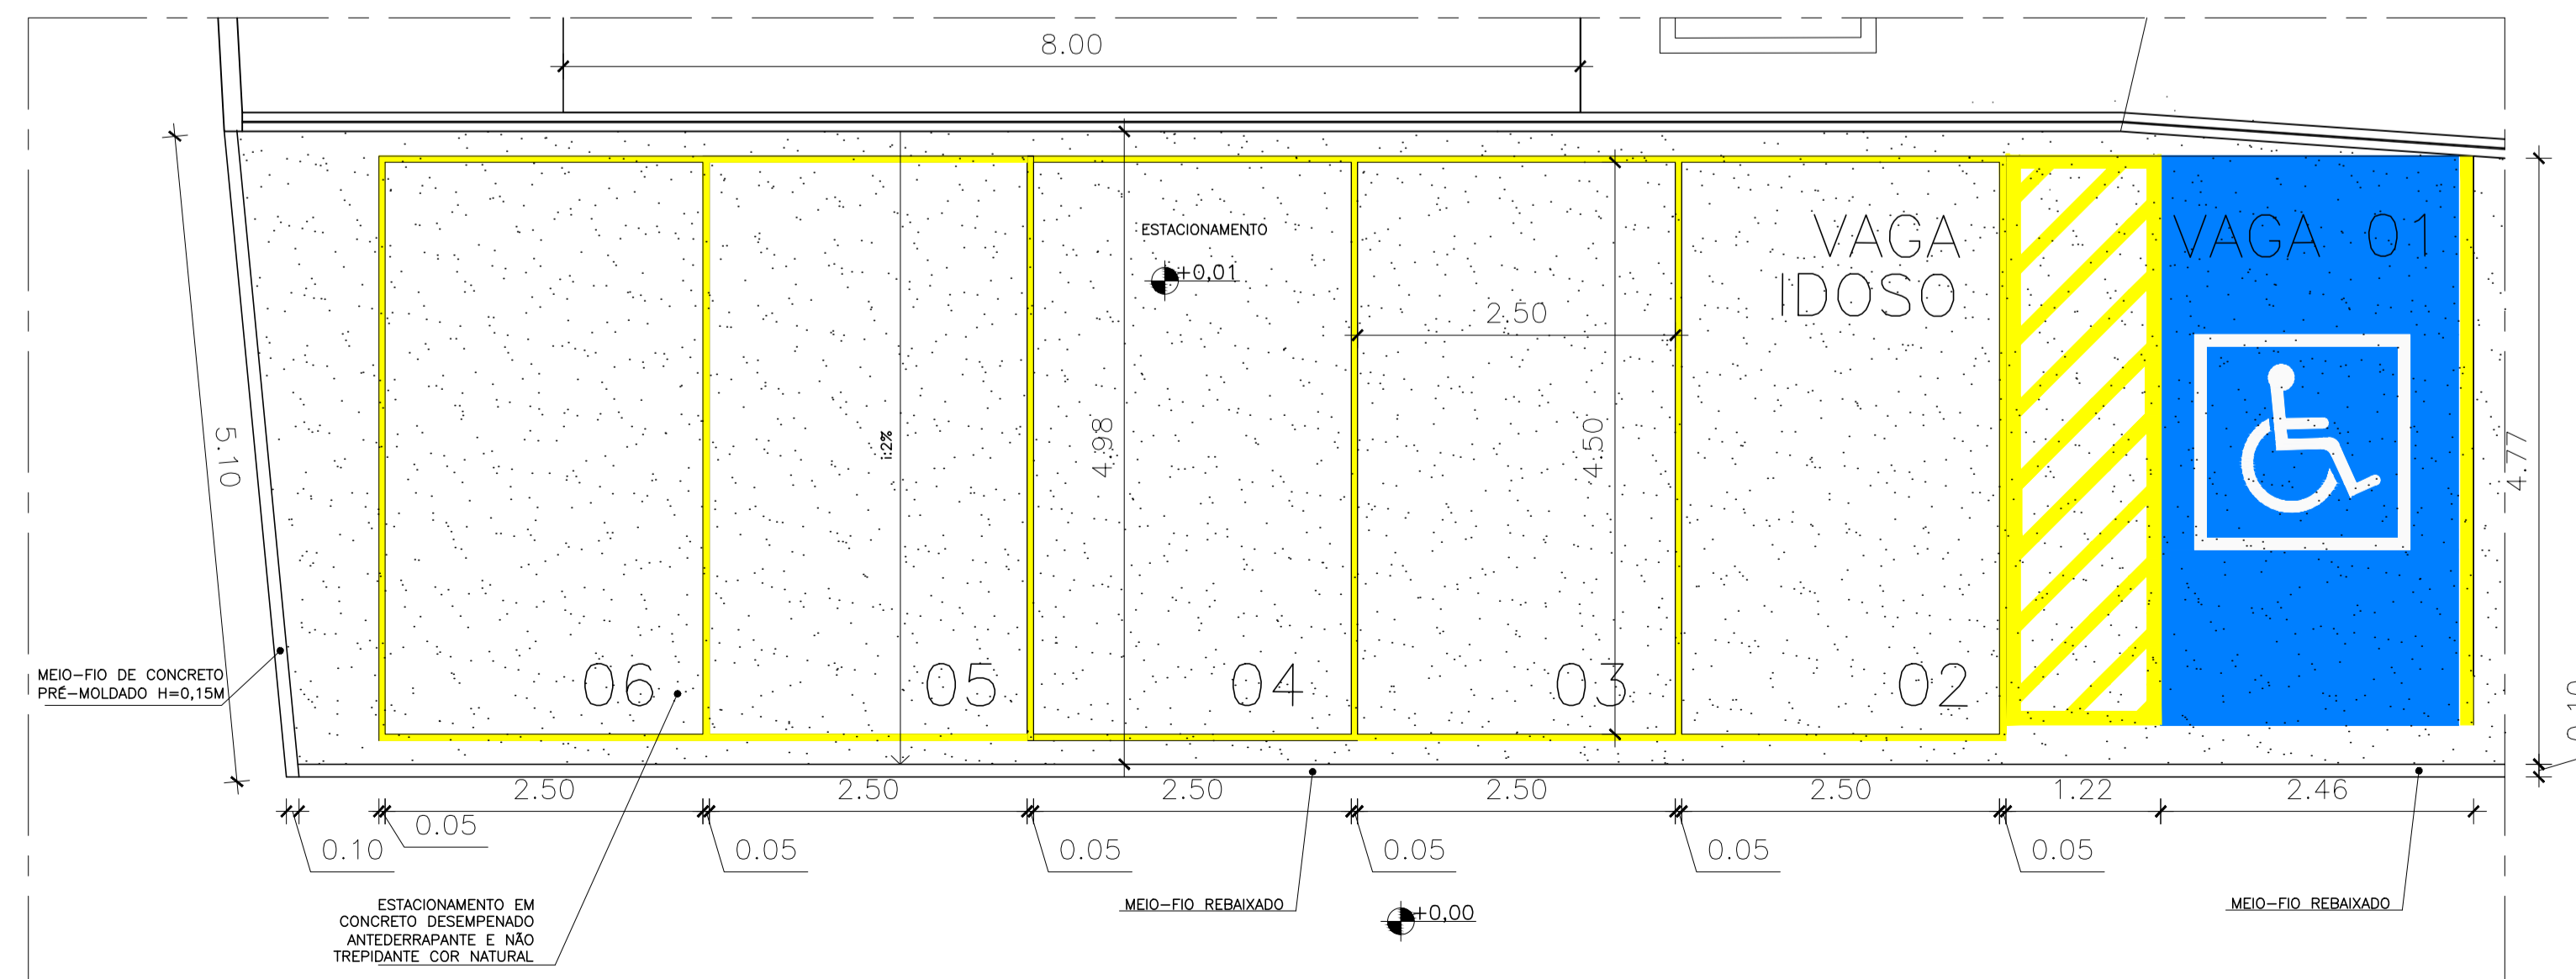 8.00
ESTACIONAMENTO
+0,01
VAGA
IDOSO
VAGA 01
2.50
5.10
i:2%
4.98
4.50
4.77
MEIO-FIO DE CONCRETO
PRÉ-MOLDADO H=0,15M
06
05
04
03
02
0.10
2.50
2.50
2.50
2.50
2.50
1.22
2.46
0.05
0.10
0.05
0.05
0.05
0.05
0.05
ESTACIONAMENTO EM
CONCRETO DESEMPENADO
ANTEDERRAPANTE E NÃO
TREPIDANTE COR NATURAL
MEIO-FIO REBAIXADO
+0,00
MEIO-FIO REBAIXADO